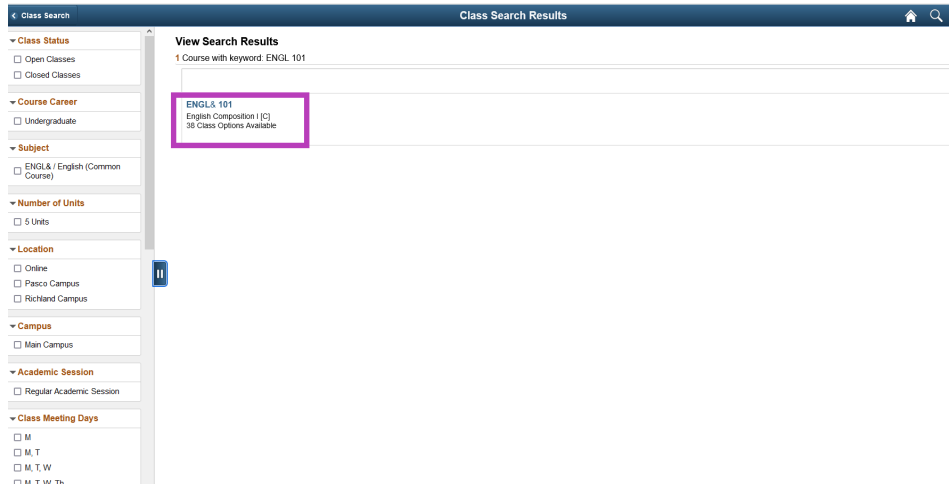 Class Search
Class Search Results
Class Status
Open Classes
Closed Classes
Course Career
Undergraduate
Subject
ENGL& / English (Common
Course)
Number of Units
5 Units
Location
Online
Pasco Campus
Richland Campus
Campus
Main Campus
Academic Session
Regular Academic Session
Class Meeting Days
M
M, T
M, T, W
M, T, W, Th
View Search Results
1 Course with keyword: ENGL 101
ENGL& 101
English Composition I [C]
38 Class Options Available